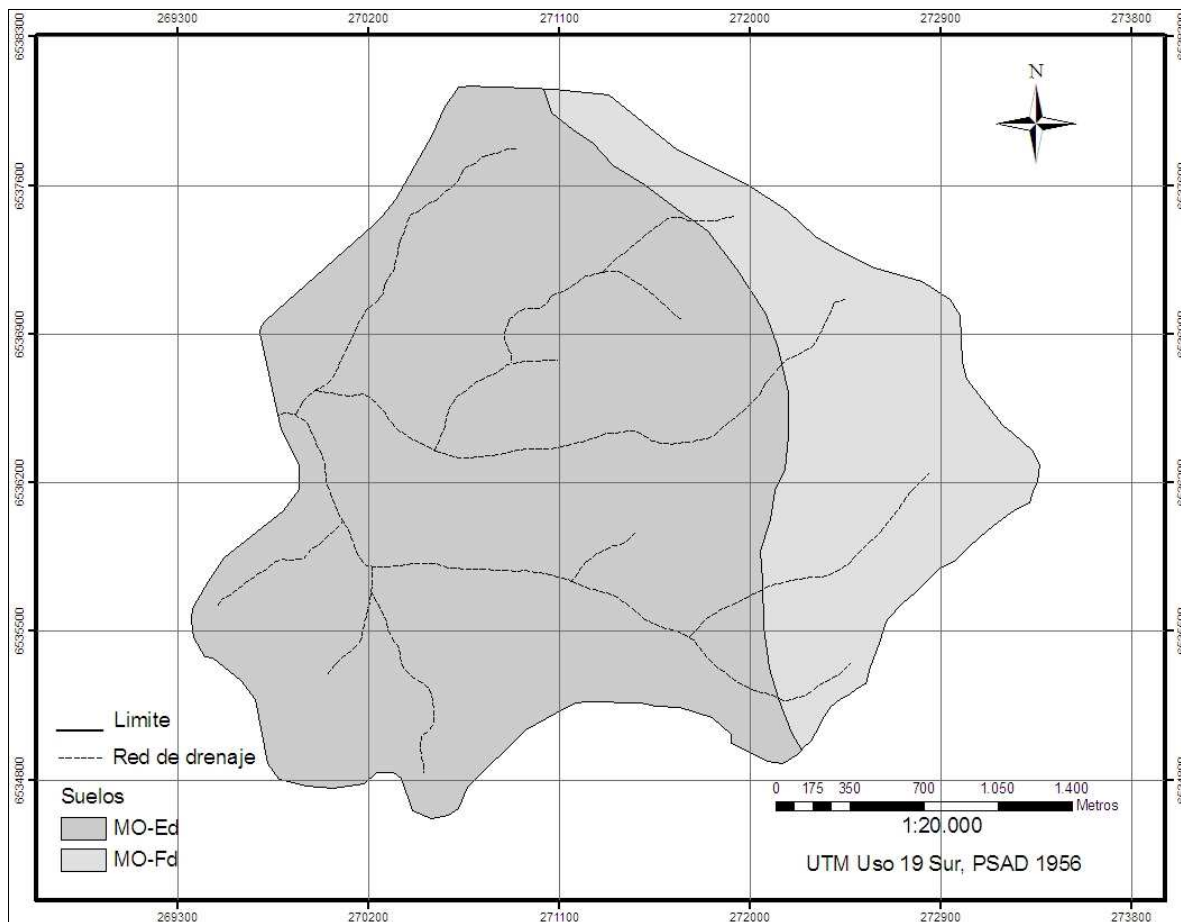 269300 270200 271100 272000 272900 273800
6538300
N
6537600
6536900 6536900
6536200 6536200
6535500
Limite
Red de drenaje
6534800
Suelos
0 175 350 700 1.050 1.400
Metros
MO-Ed
1:20.000
MO-Fd
UTM Uso 19 Sur, PSAD 1956
269300 270200 271100 272000 272900 273800